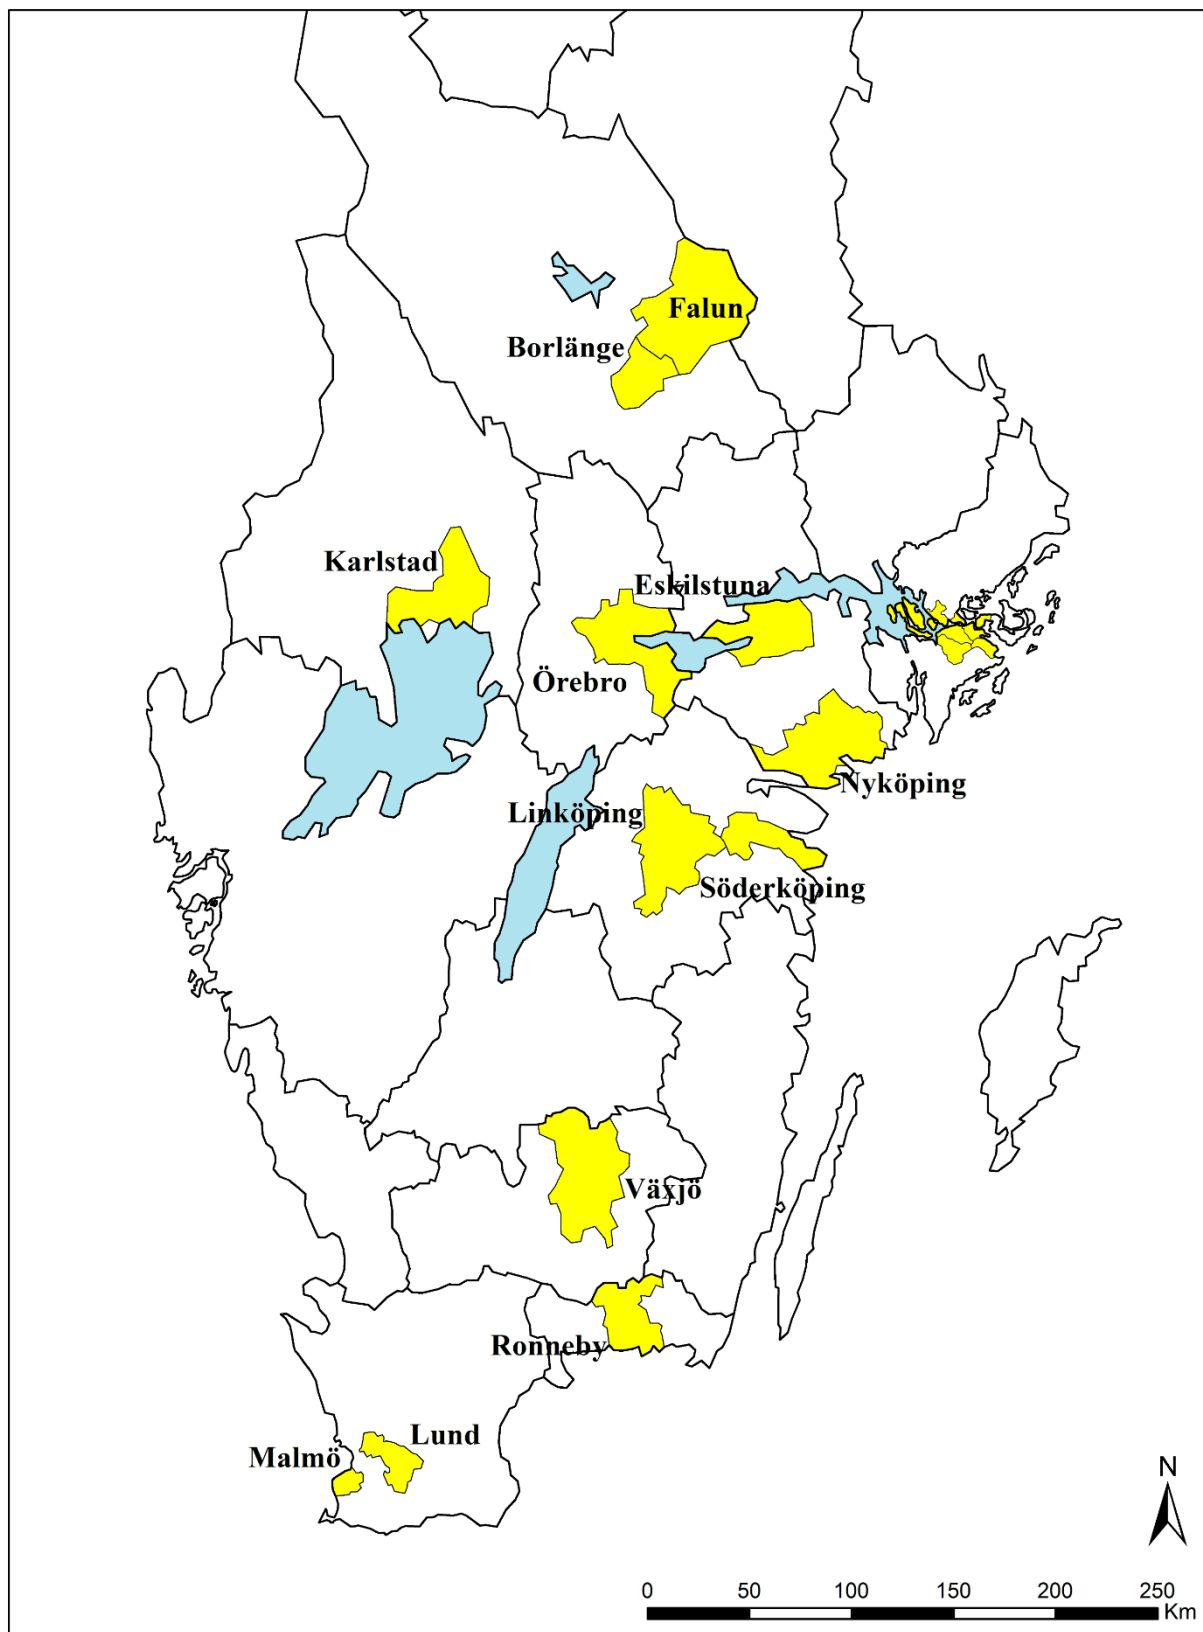 Falun
Borlänge
Karlstad
Eskilstuna
Örebro
Nyköping
Linköping
Söderköping
Växjö
Ronneby
Lund
Malmö
N
0 50 100 150 200 250
Km